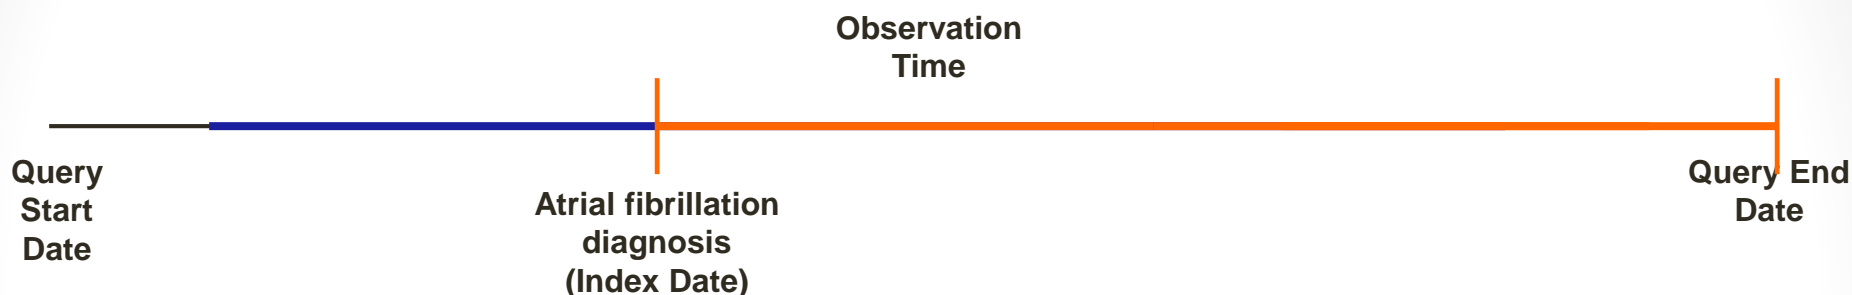 Observation
Time
Query
Start
Date
Atrial fibrillation
diagnosis
(Index Date)
Query End
Date